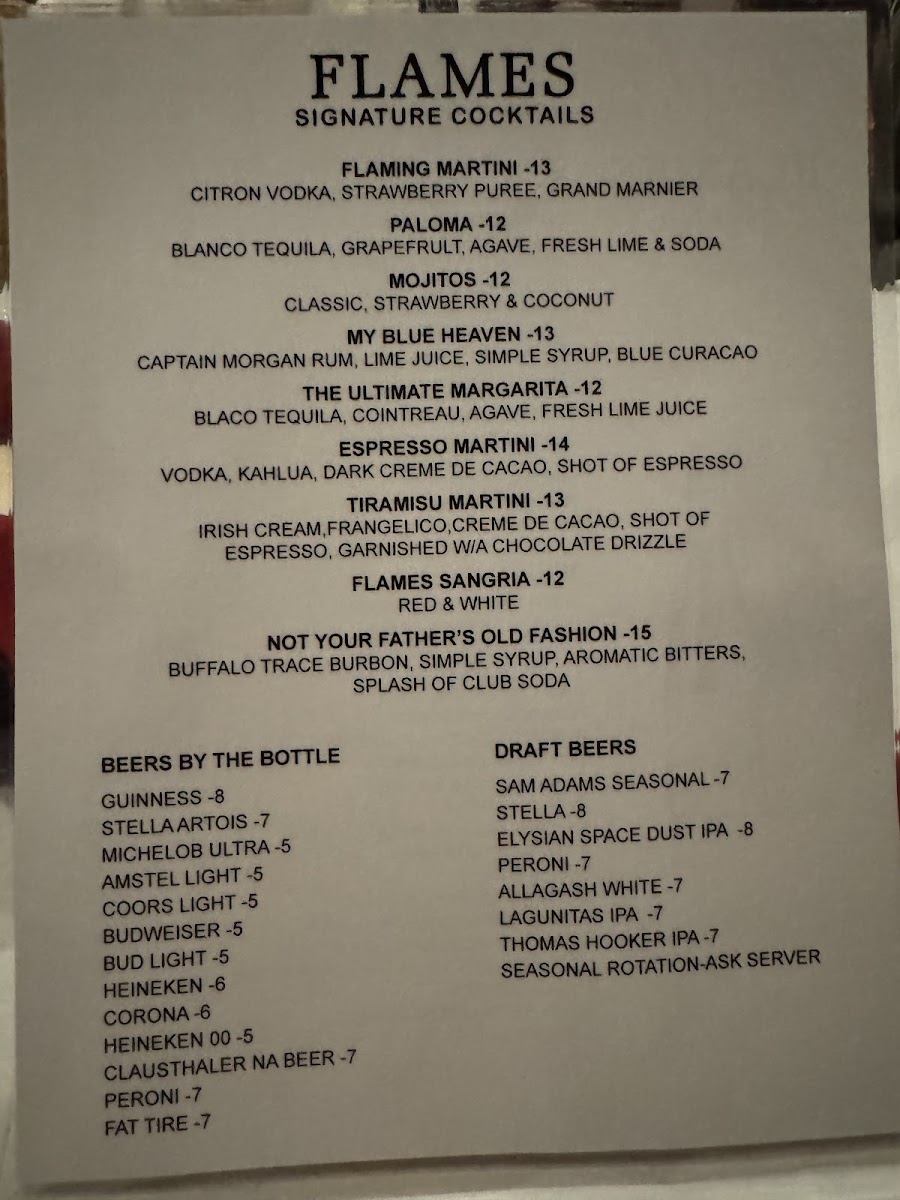 FLAMES
SIGNATURE COCKTAILS
FLAMING MARTINI -13
CITRON VODKA, STRAWBERRY PUREE, GRAND MARNIER
PALOMA -12
BLANCO TEQUILA, GRAPEFRULT, AGAVE, FRESH LIME & SODA
MOJITOS -12
CLASSIC, STRAWBERRY & COCONUT
MY BLUE HEAVEN -13
CAPTAIN MORGAN RUM, LIME JUICE, SIMPLE SYRUP, BLUE CURACAO
THE ULTIMATE MARGARITA -12
BLACO TEQUILA, COINTREAU, AGAVE, FRESH LIME JUICE
ESPRESSO MARTINI -14
VODKA, KAHLUA, DARK CREME DE CACAO, SHOT OF ESPRESSO
TIRAMISU MARTINI -13
IRISH CREAM,FRANGELICO,CREME DE CACAO, SHOT OF
ESPRESSO, GARNISHED W/A CHOCOLATE DRIZZLE
FLAMES SANGRIA -12
RED & WHITE
NOT YOUR FATHER'S OLD FASHION -15
BUFFALO TRACE BURBON, SIMPLE SYRUP, AROMATIC BITTERS,
SPLASH OF CLUB SODA
BEERS BY THE BOTTLE
GUINNESS -8
STELLA ARTOIS -7
MICHELOB ULTRA -5
AMSTEL LIGHT -5
COORS LIGHT -5
BUDWEISER -5
BUD LIGHT -5
HEINEKEN -6
CORONA -6
HEINEKEN 00 -5
CLAUSTHALER NA BEER -7
PERONI -7
FAT TIRE -7
DRAFT BEERS
SAM ADAMS SEASONAL -7
STELLA -8
ELYSIAN SPACE DUST IPA -8
PERONI -7
ALLAGASH WHITE -7
LAGUNITAS IPA -7
THOMAS HOOKER IPA -7
SEASONAL ROTATION-ASK SERVER